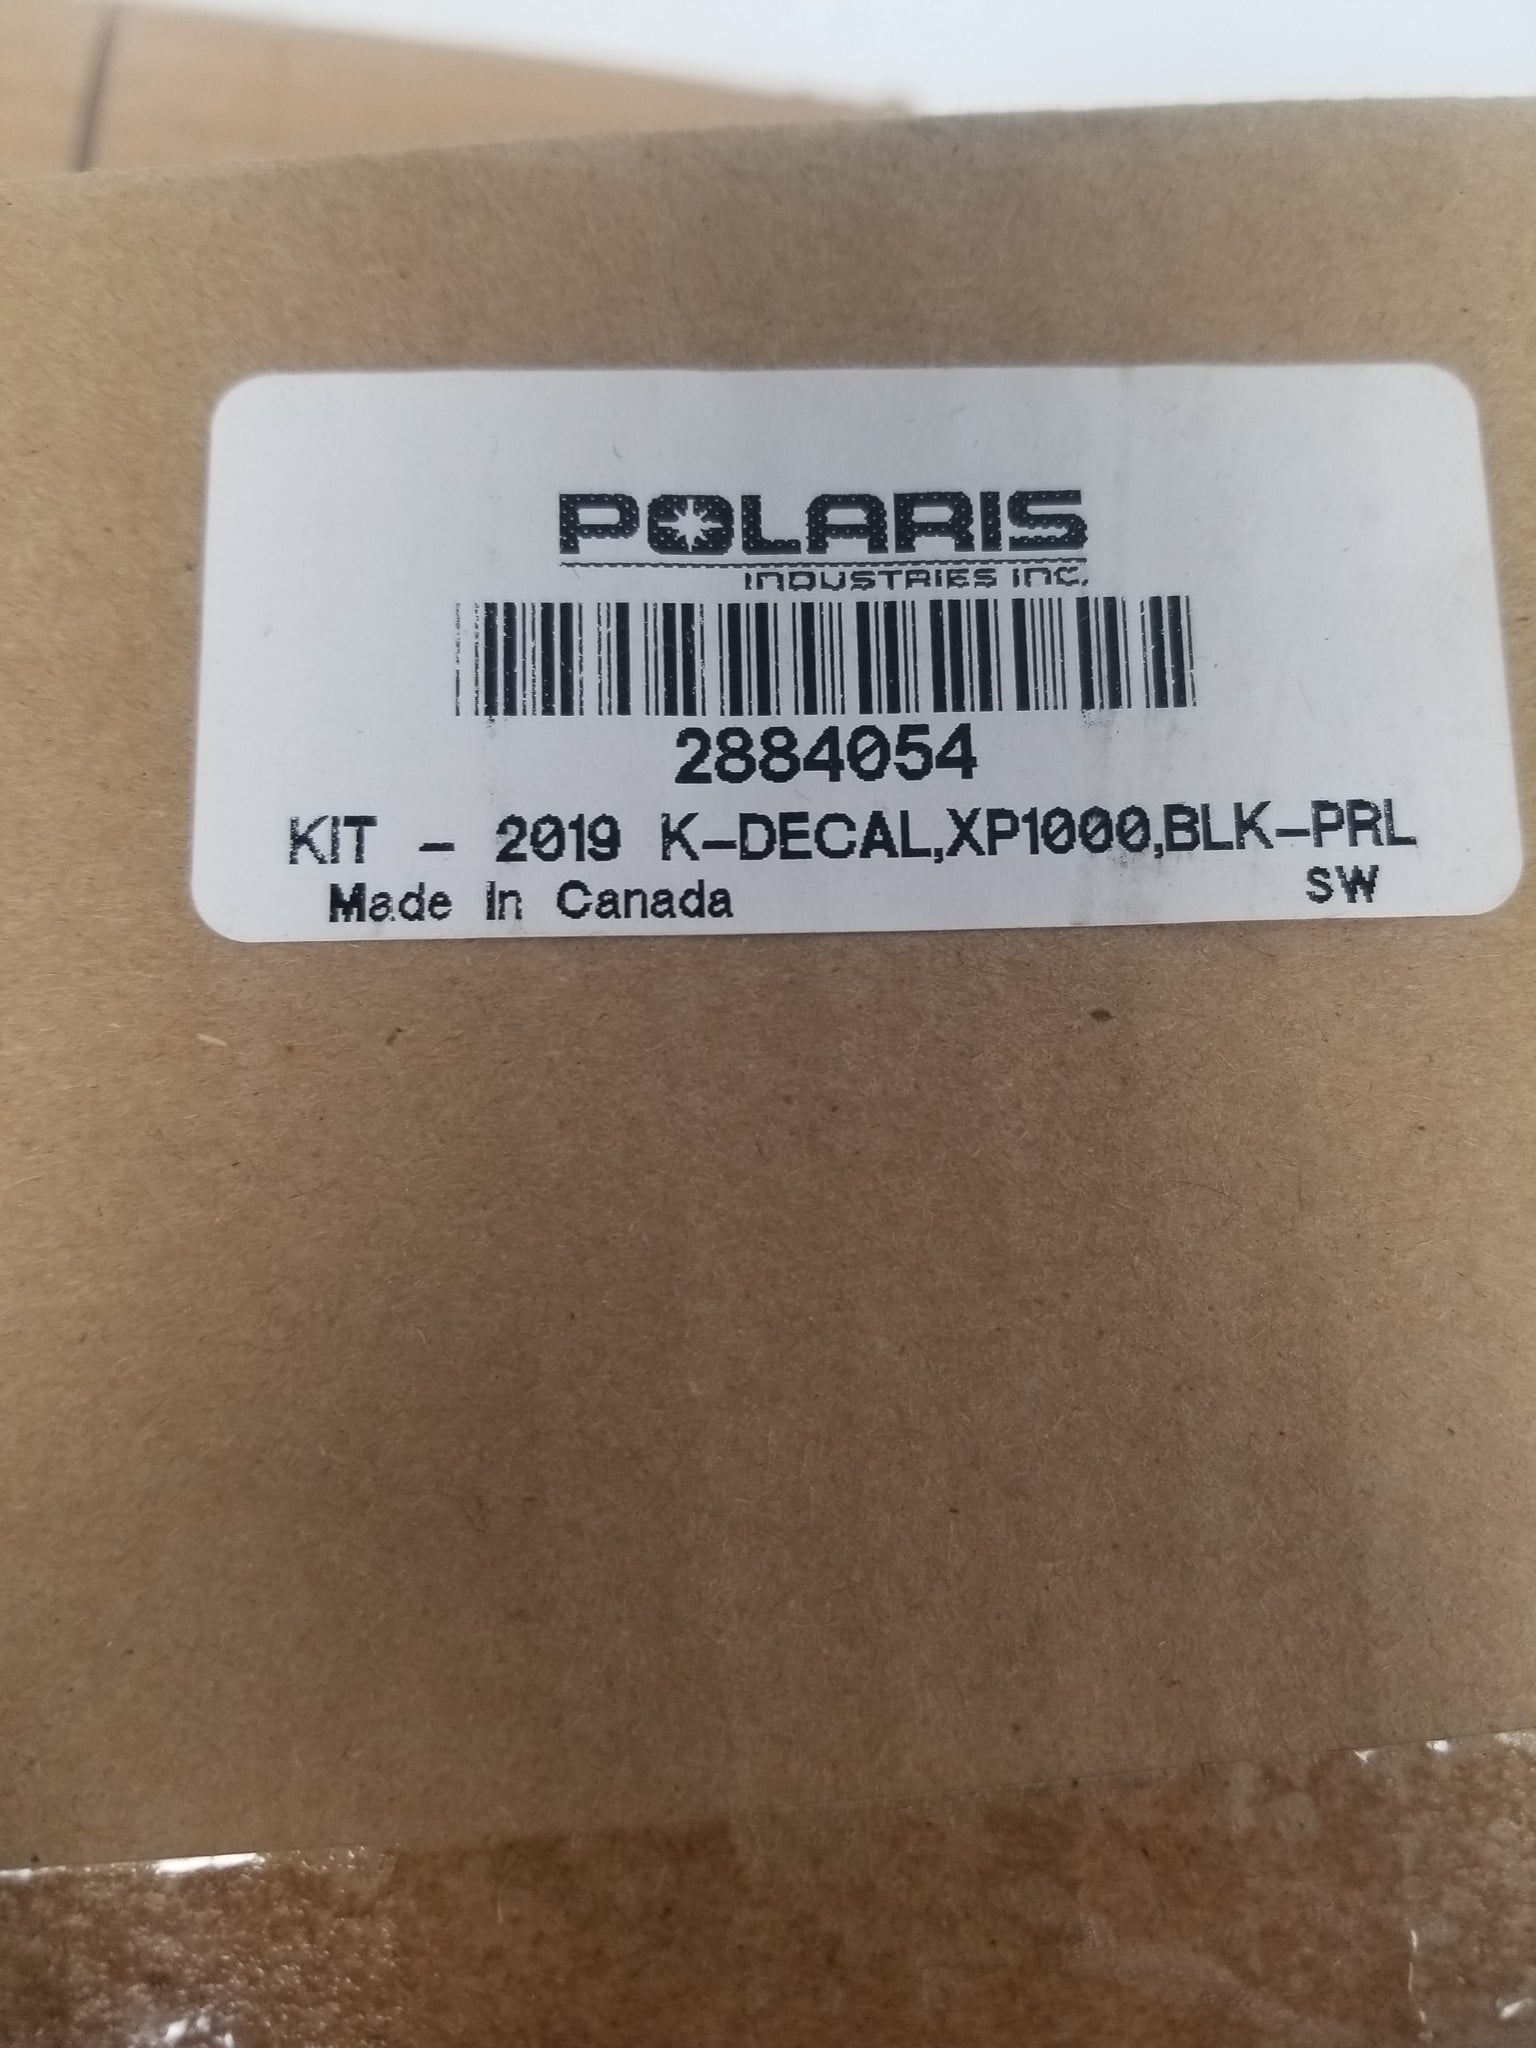 POLARIS
INDUSTRIES INC.
2884054
KIT - 2019 K-DECAL,XP1000,BLK-PRL
Made In Canada
SW